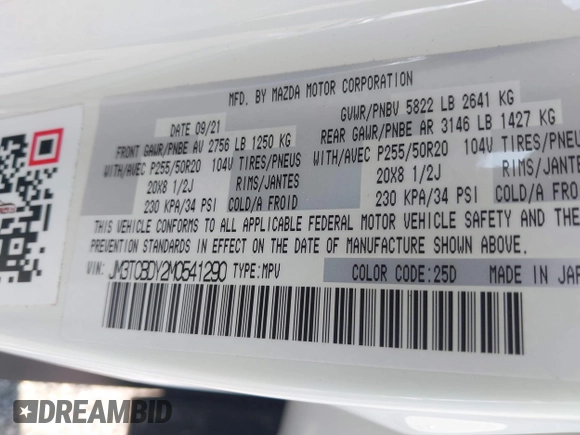 MFD. BY MAZDA MOTOR CORPORATION
DATE 09/21
GVWR/PNBV 5822 LB 2641 KG
FRONT GAWR/PNBE AV 2756 LB 1250 KG
REAR GAWR/PNBE AR 3146 LB 1427 KG
WITH/AVEC P255/50R20 104V TIRES/PNEUS
WITH/AVEC P255/50R20 104V TIRES/PNEUS
20X8 1/2J RIMS/JANTES
20X8 1/2J RIMS/JANTES
230 KPA/34 PSI COLD/A FROID
230 KPA/34 PSI COLD/A FROID
THIS VEHICLE CONFORMS TO ALL APPLICABLE FEDERAL MOTOR VEHICLE SAFETY AND THE
PREVENTION STANDARDS IN EFFECT ON THE DATE OF MANUFACTURE SHOWN ABOVE.
VIN: JM3TCBDY2M0541290 TYPE:MPV
COLOR CODE:25D
MADE IN JAP
DREAMBID